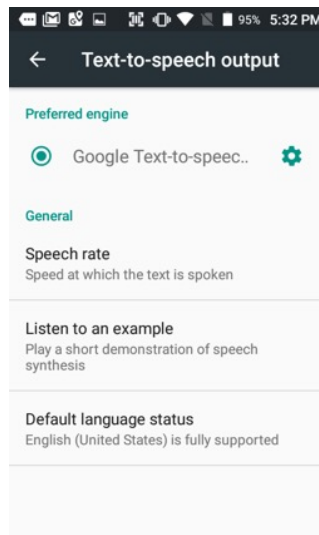 95% 5:32 PM
Text-to-speech output
Preferred engine
Google Text-to-speec..
General
Speech rate
Speed at which the text is spoken
Listen to an example
Play a short demonstration of speech
synthesis
Default language status
English (United States) is fully supported